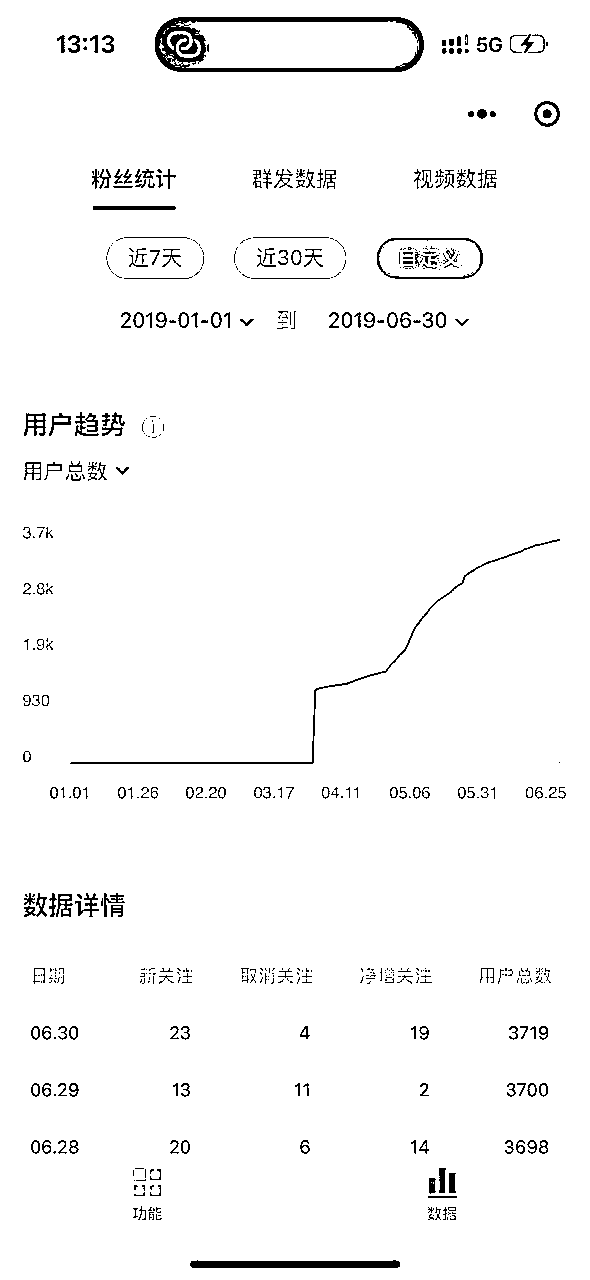 13:13 5G
粉丝统计 群发数据 视频数据
近7天 近30天 自定义
2019-01-01 到 2019-06-30
用户趋势
用户总数
3.7k
2.8k
1.9k
930
0
01.01 01.26 02.20 03.17 04.11 05.06 05.31 06.25
数据详情
日期 新关注 取消关注 净增关注 用户总数
06.30 23 4 19 3719
06.29 13 11 2 3700
06.28 20 6 14 3698
功能 数据